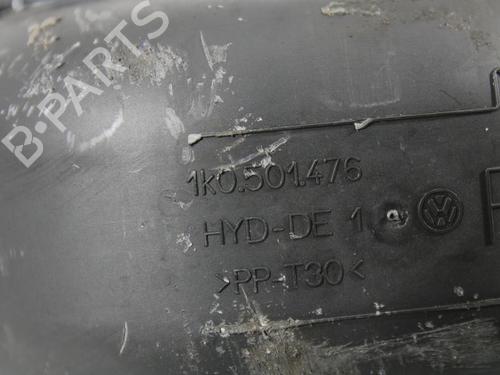 B-PARTS
1K0.501.476
HYD-DE 1
>PP-T30<